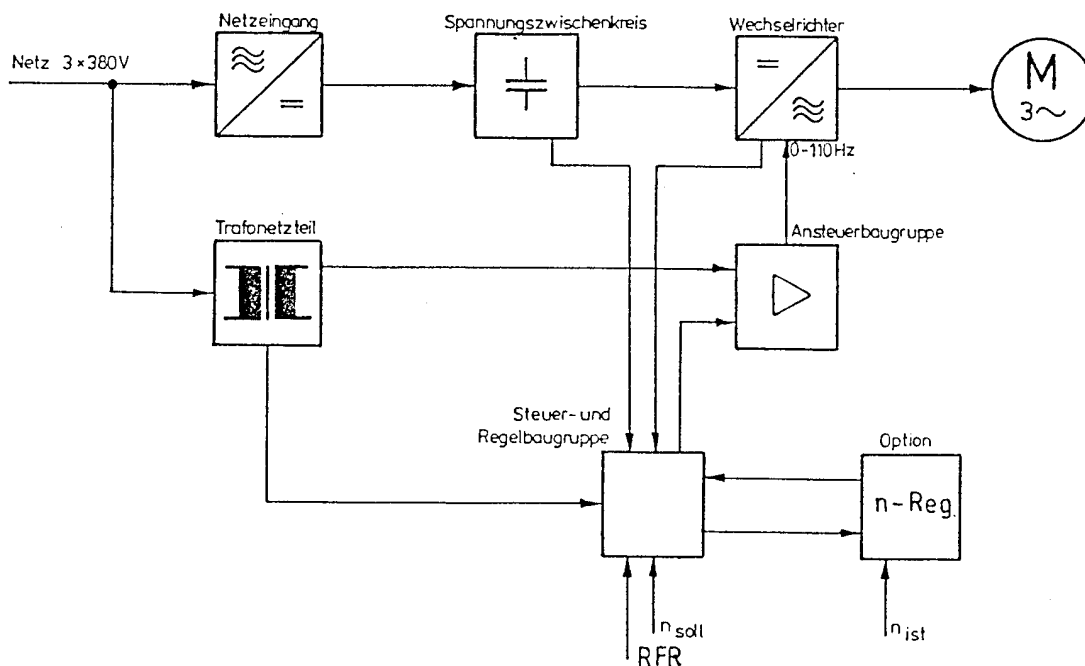 Netzeingang
Spannungszwischenkreis
Wechselrichter
Netz 3×380V
M
3~
0-110Hz
Trafonetzteil
Ansteuerbaugruppe
Steuer- und
Regelbaugruppe
Option
n-Reg.
n soll
n ist
RFR